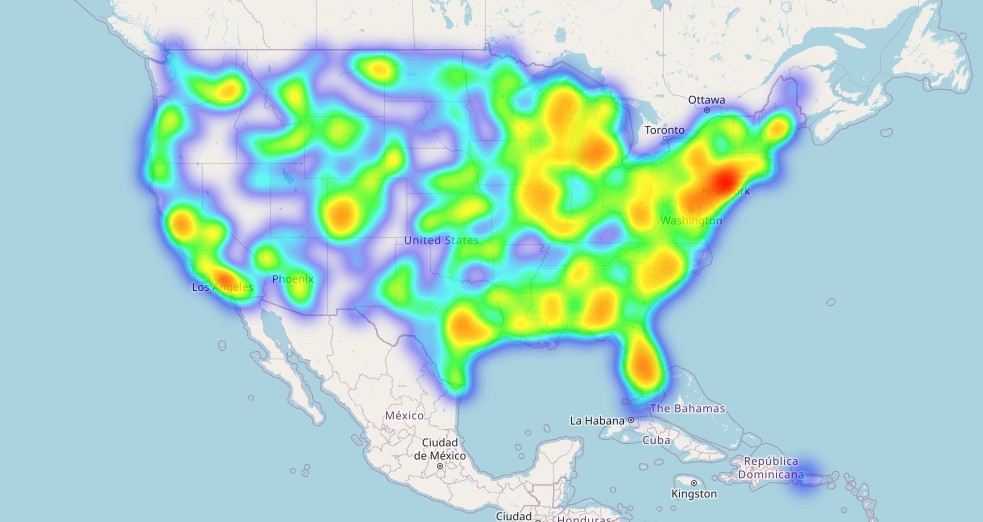 Ottawa
Toronto
New York
Washington
United States
Phoenix
Los Angeles
La Habana
The Bahamas
México
Cuba
Ciudad
de México
República
Dominicana
Kingston
Ciudad
Honduras